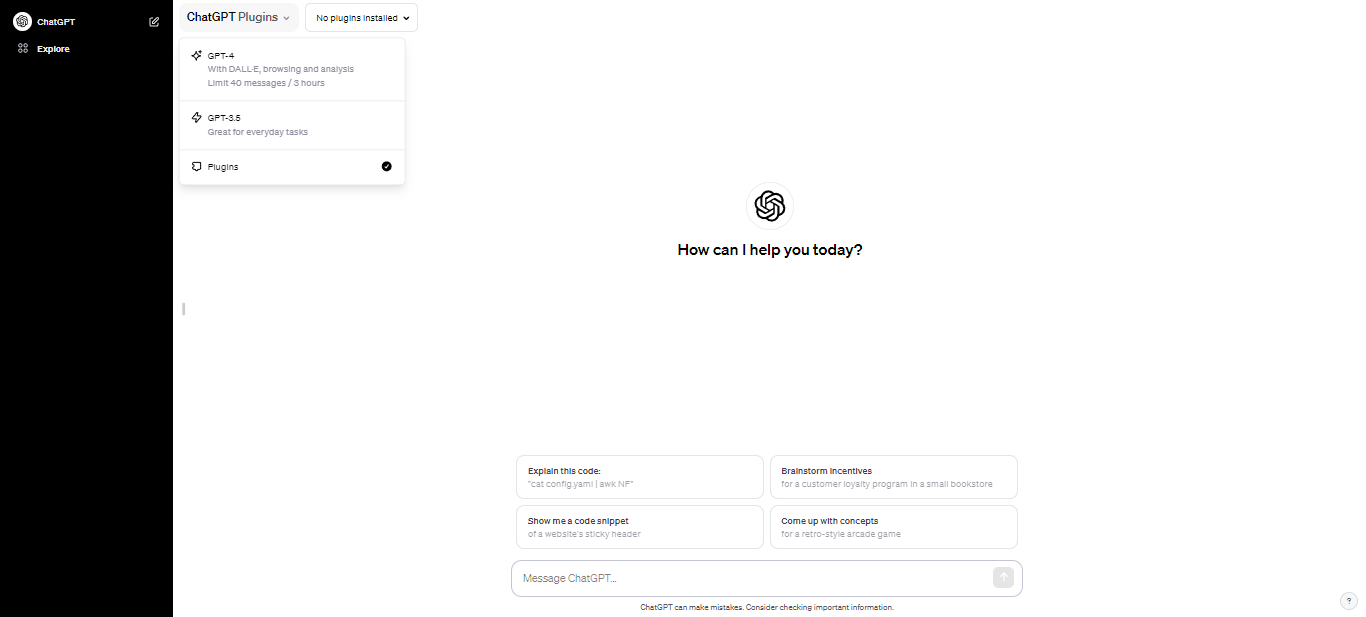 ChatGPT
Explore
ChatGPT Plugins
No plugins installed
GPT-4
With DALL·E, browsing and analysis
Limit 40 messages / 3 hours
GPT-3.5
Great for everyday tasks
Plugins
How can I help you today?
Explain this code:
"cat config.yaml | awk NF"
Brainstorm incentives
for a customer loyalty program in a small bookstore
Show me a code snippet
of a website's sticky header
Come up with concepts
for a retro-style arcade game
Message ChatGPT...
ChatGPT can make mistakes. Consider checking important information.
?